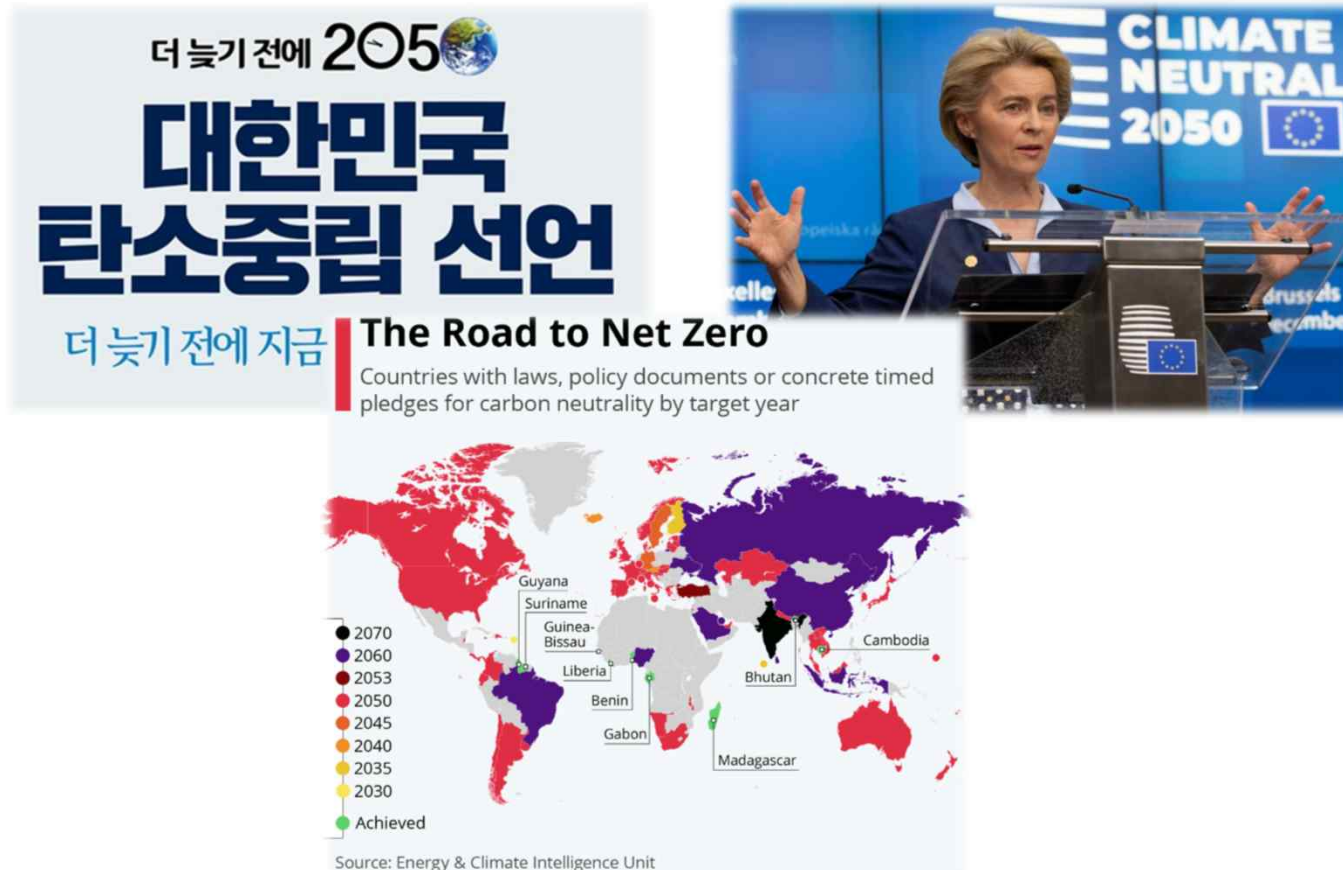 더 늦기 전에 2050
대한민국
탄소중립 선언
더 늦기 전에 지금
CLIMATE
NEUTRAL
2050
The Road to Net Zero
Countries with laws, policy documents or concrete timed
pledges for carbon neutrality by target year
Guyana
Suriname
Guinea-
Bissau
Liberia
Benin
Gabon
Madagascar
Bhutan
Cambodia
2070
2060
2053
2050
2045
2040
2035
2030
Achieved
Source: Energy & Climate Intelligence Unit